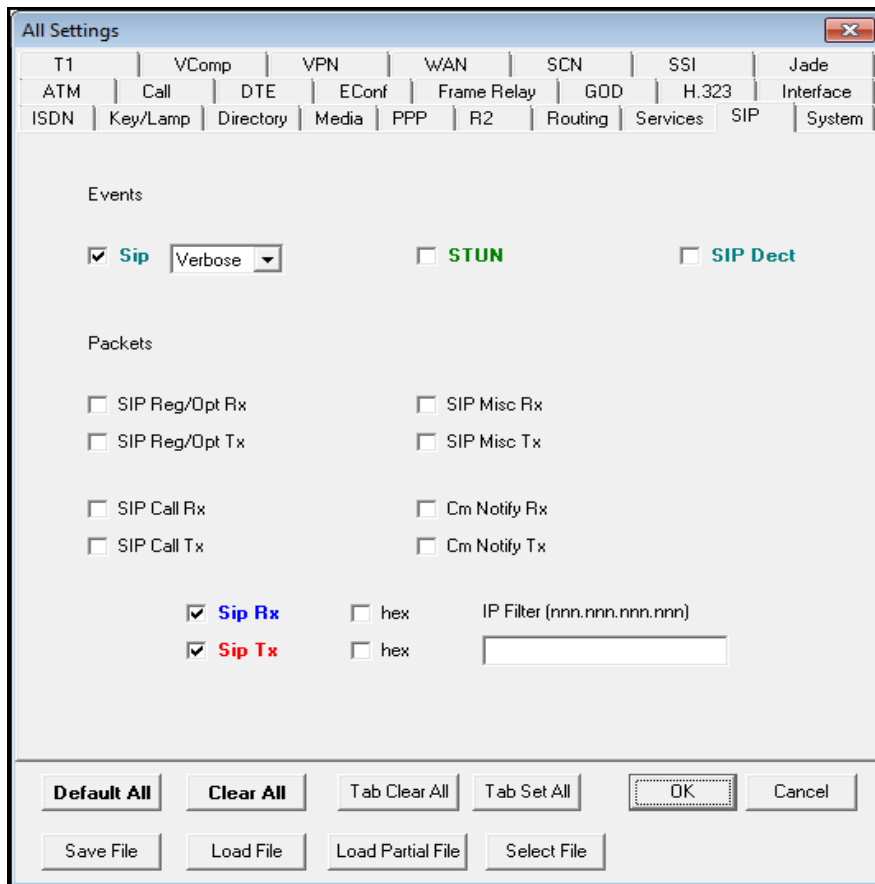 All Settings
T1 VComp VPN WAN SCN SSI Jade
ATM Call DTE EConf Frame Relay GOD H.323 Interface
ISDN Key/Lamp Directory Media PPP R2 Routing Services SIP System
Events
Sip Verbose STUN SIP Dect
Packets
SIP Reg/Opt Rx SIP Misc Rx
SIP Reg/Opt Tx SIP Misc Tx
SIP Call Rx Cm Notify Rx
SIP Call Tx Cm Notify Tx
Sip Rx hex IP Filter (nnn.nnn.nnn.nnn)
Sip Tx hex
Default All Clear All Tab Clear All Tab Set All OK Cancel
Save File Load File Load Partial File Select File